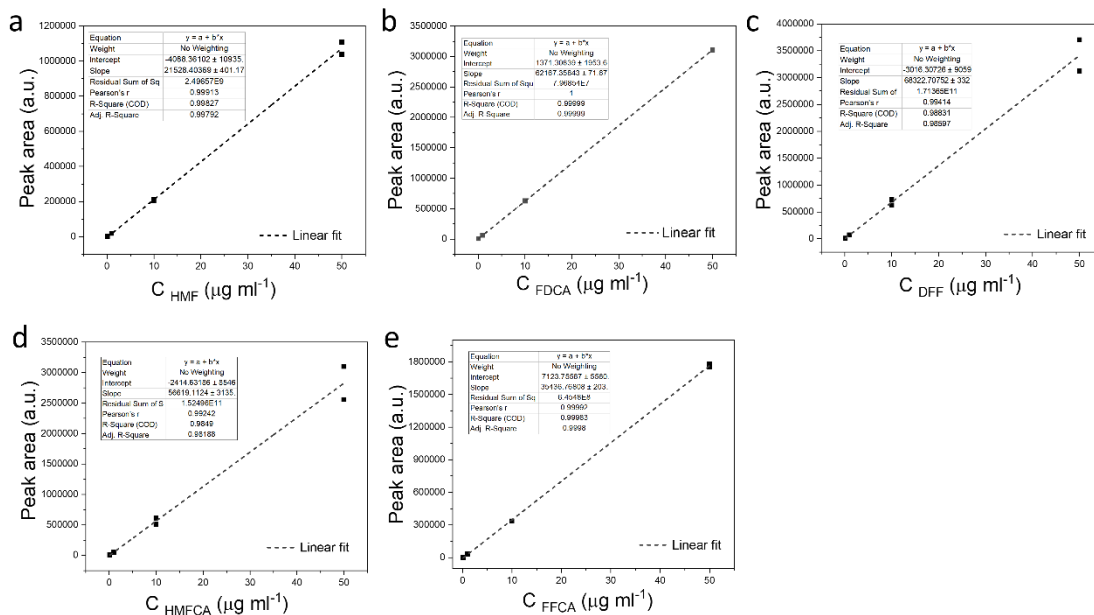 a
Peak area (a.u.)
1200000
1000000
800000
600000
400000
200000
0
Equation y = a + b*x
Weight No Weighting
Intercept -4088.36102 ± 10935.
Slope 21528.40369 ± 401.17
Residual Sum of Sq 2.49657E9
Pearson's r 0.99913
R-Square (COD) 0.99827
Adj. R-Square 0.99792
Linear fit
0 10 20 30 40 50
C HMF (μg ml-1)
b
Peak area (a.u.)
3500000
3000000
2500000
2000000
1500000
1000000
500000
0
Equation y = a + b*x
Weight No Weighting
Intercept 1371.30639 ± 1953.6
Slope 62167.35843 ± 71.87
Residual Sum of Squ 7.96854E7
Pearson's r 1
R-Square (COD) 0.99999
Adj. R-Square 0.99999
Linear fit
0 10 20 30 40 50
C FDCA (μg ml-1)
c
Peak area (a.u.)
4000000
3500000
3000000
2500000
2000000
1500000
1000000
500000
0
Equation y = a + b*x
Weight No Weighting
Intercept -3016.30726 ± 9059
Slope 68322.70752 ± 332
Residual Sum of 1.71365E11
Pearson's r 0.99414
R-Square (COD) 0.98831
Adj. R-Square 0.98597
Linear fit
0 10 20 30 40 50
C DFF (μg ml-1)
d
Peak area (a.u.)
3500000
3000000
2500000
2000000
1500000
1000000
500000
0
Equation y = a + b*x
Weight No Weighting
Intercept -2414.63186 ± 8546
Slope 56619.1124 ± 3135.
Residual Sum of S 1.52496E11
Pearson's r 0.99242
R-Square (COD) 0.9849
Adj. R-Square 0.98188
Linear fit
0 10 20 30 40 50
C HMFCA (μg ml-1)
e
Peak area (a.u.)
1800000
1500000
1200000
900000
600000
300000
0
Equation y = a + b*x
Weight No Weighting
Intercept 7123.75587 ± 5560.
Slope 35436.76808 ± 203.
Residual Sum of Sq 6.4548E8
Pearson's r 0.99992
R-Square (COD) 0.99983
Adj. R-Square 0.9998
Linear fit
0 10 20 30 40 50
C FFCA (μg ml-1)